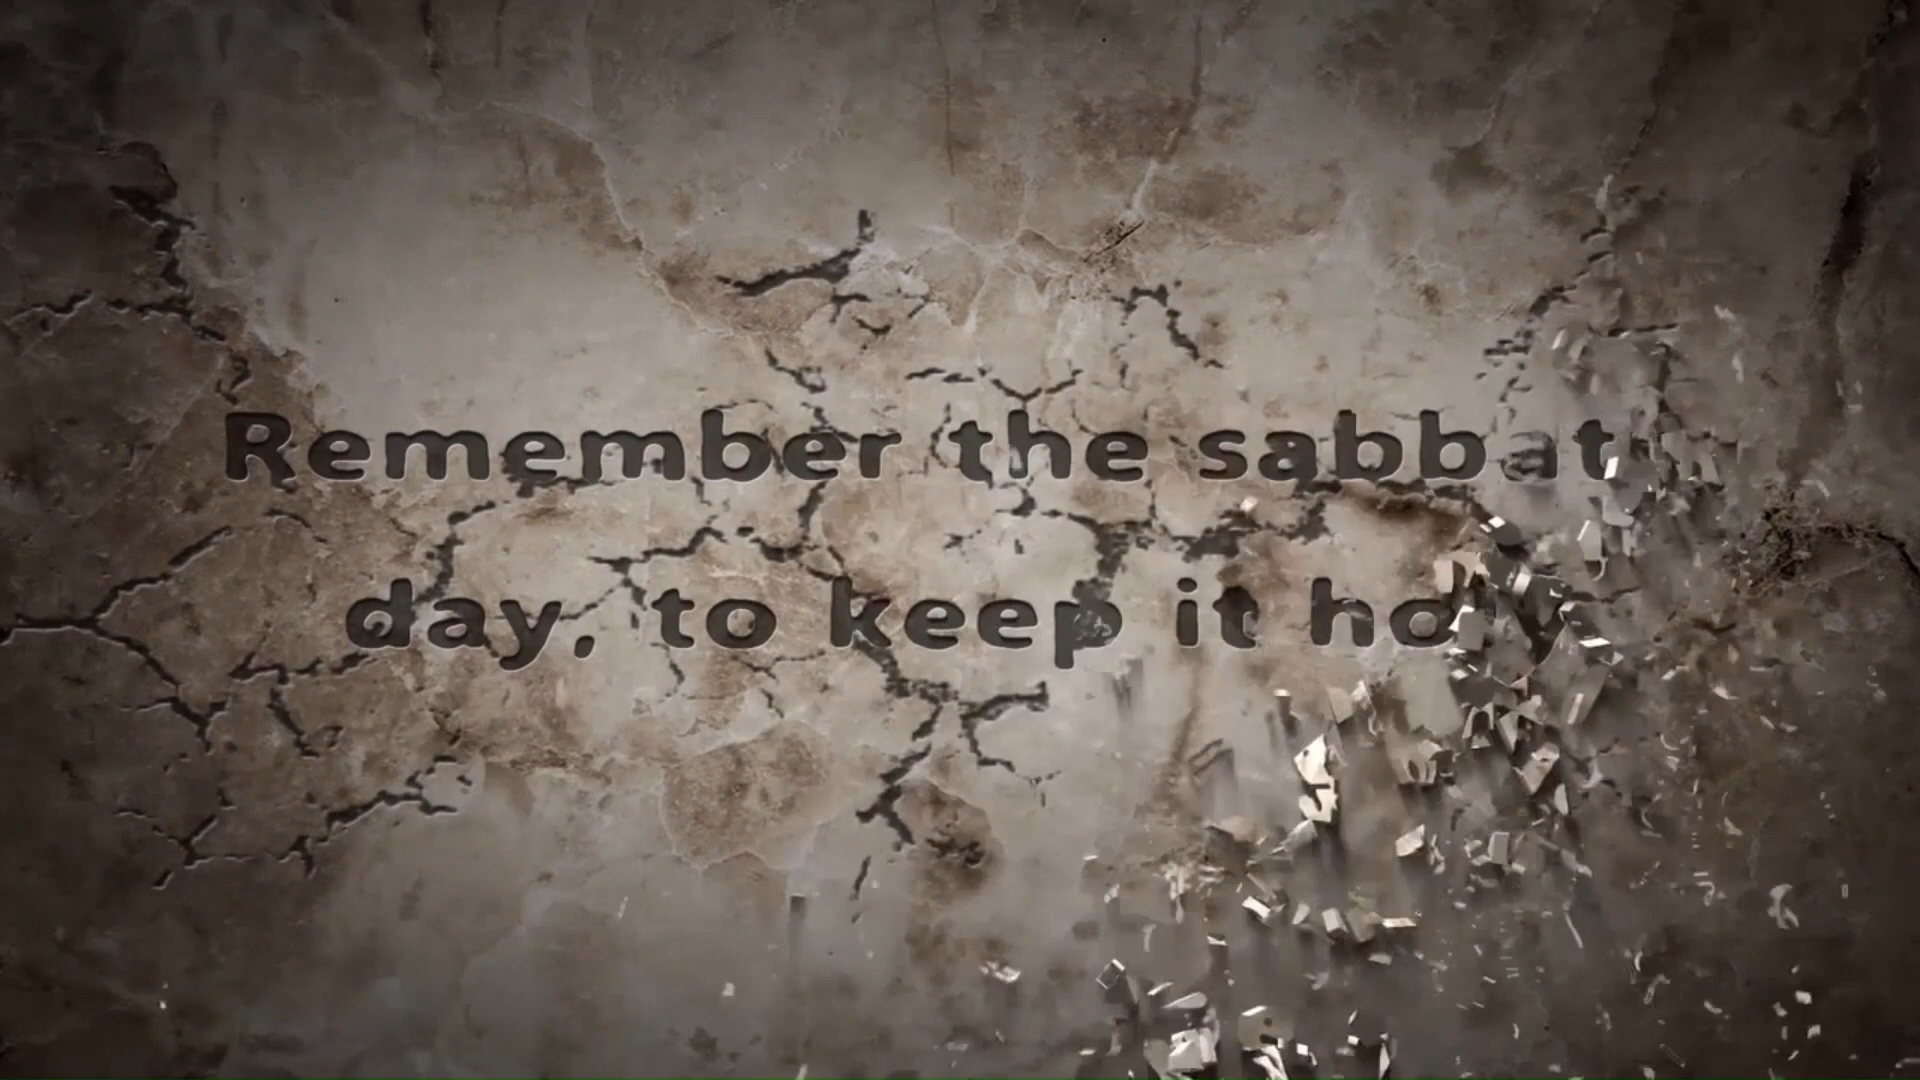 Remember the sabbat
day, to keep it ho